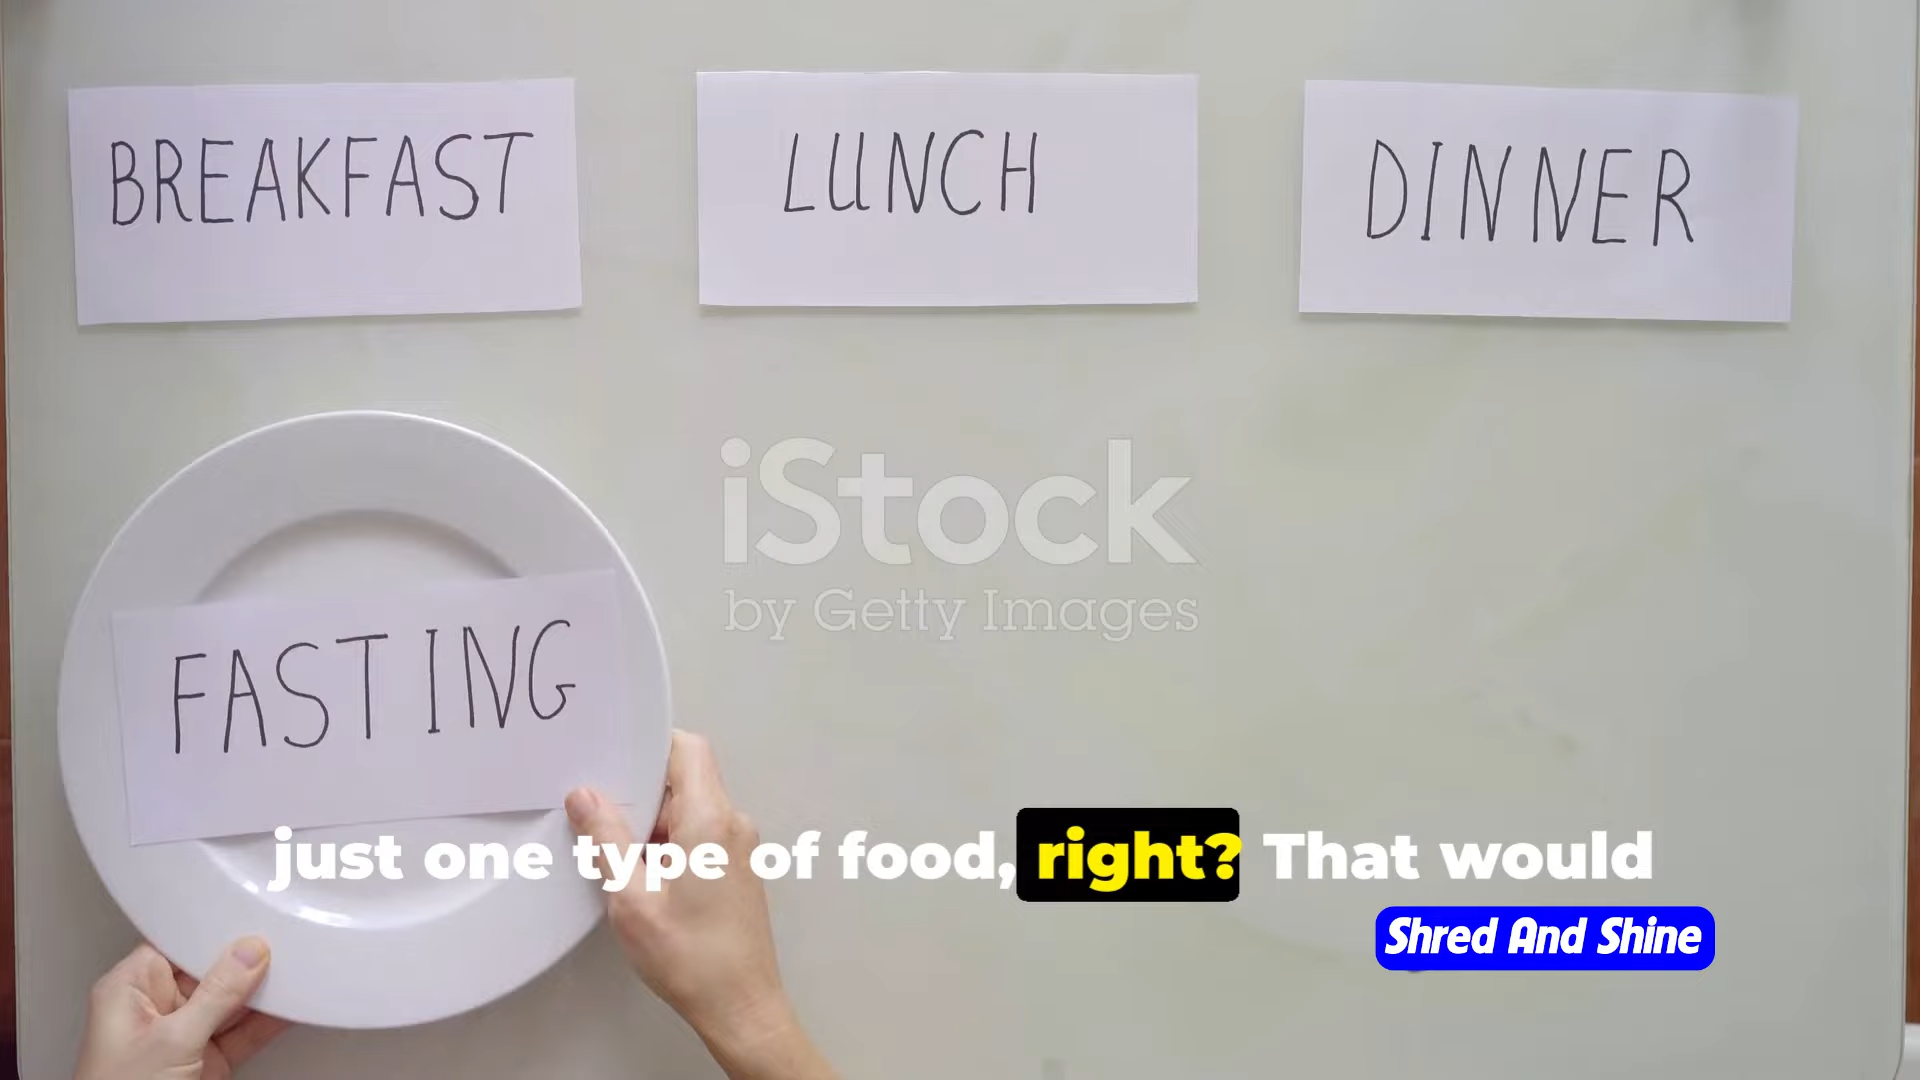 BREAKFAST
LUNCH
DINNER
iStock
by Getty Images
FASTING
just one type of food, right? That would
Shred And Shine